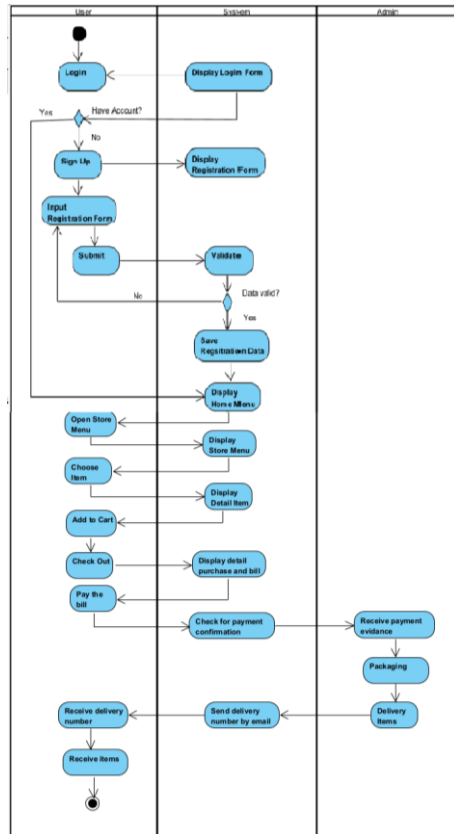 User
System
Admin
Login
Display Login Form
Yes
Have Account?
No
Sign Up
Display
Registration fForm
Input
Registration Form
Submit
Validate
No
Data valid?
Yes
Save
Regsitration Data
Display
Home Menu
Open Store
Menu
Display
Store Menu
Choose
Item
Display
Detail Item
Add to Cart
Check Out
Display detail
purchase and bill
Pay the
bill
Check for payment
confirmation
Receive payment
evidance
Packaging
Receive delivery
number
Send delivery
number by email
Delivery
Items
Receive Items